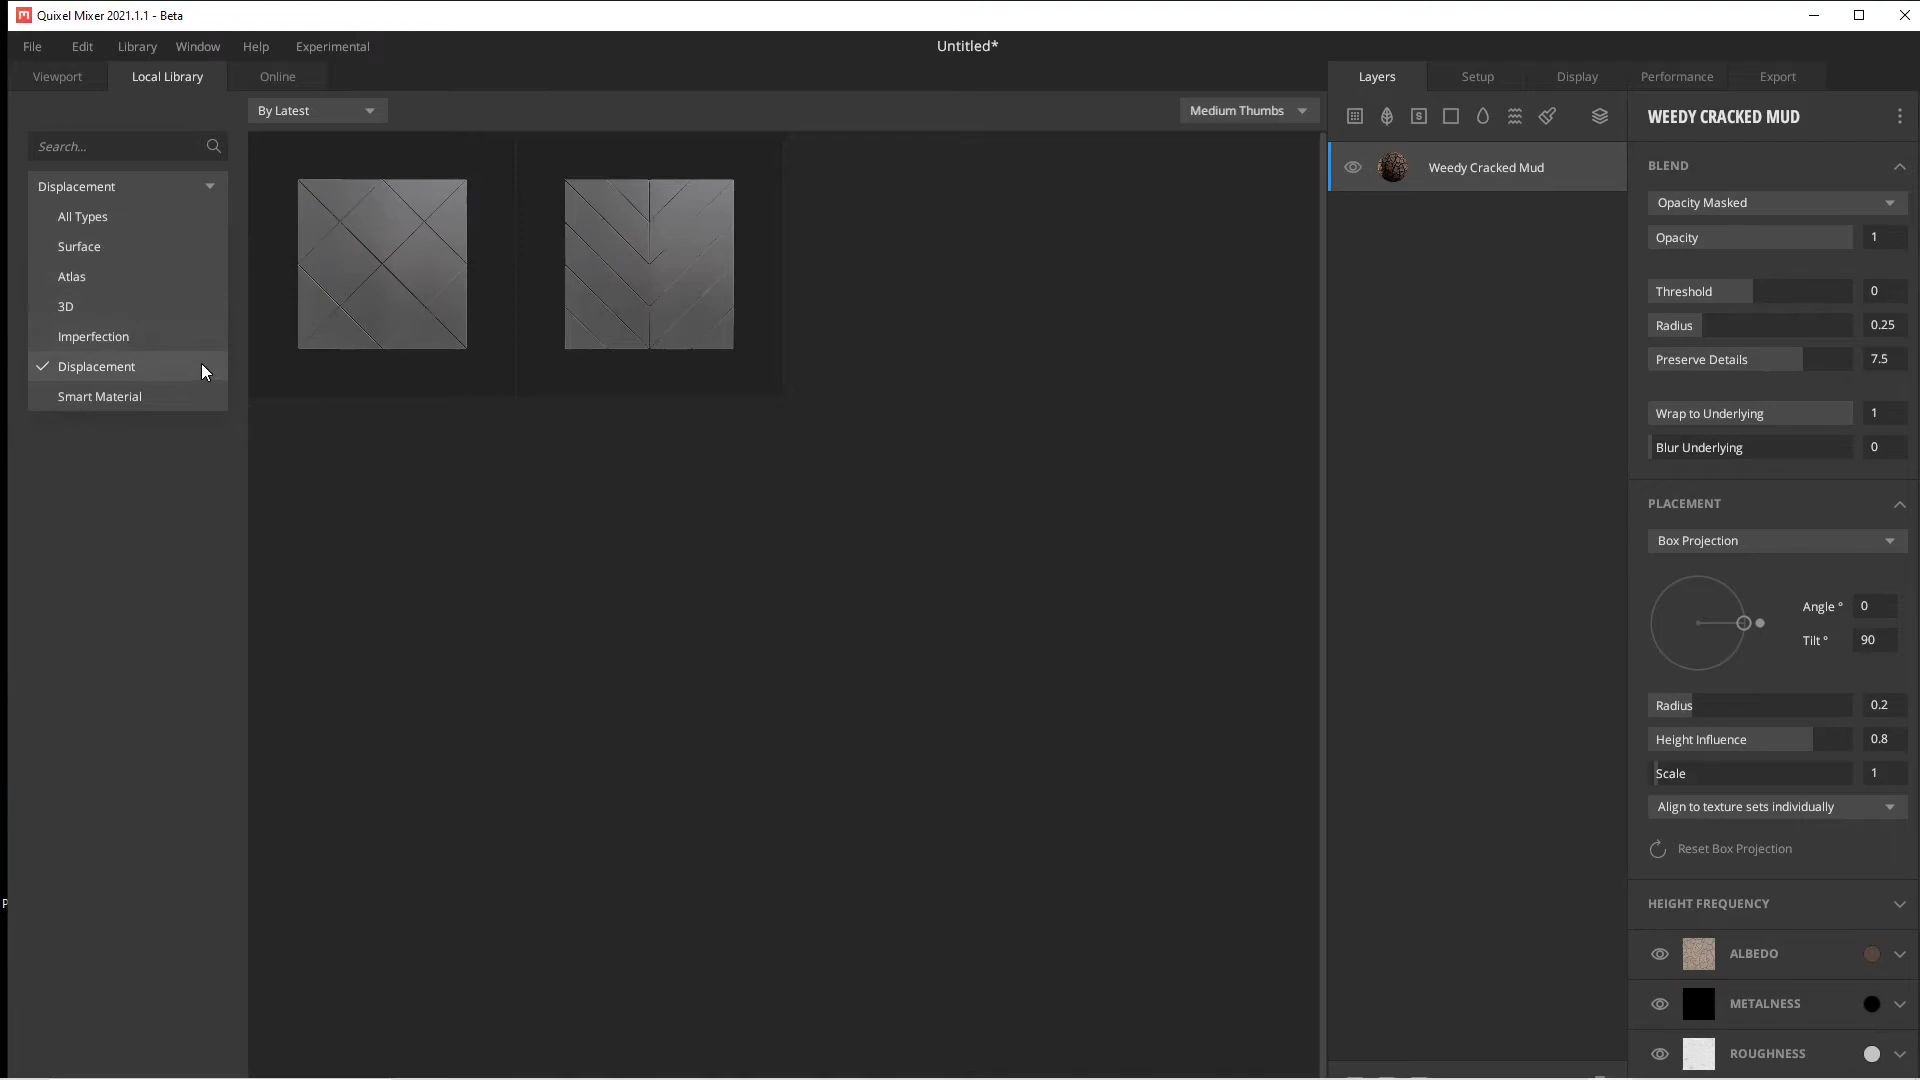 Quixel Mixer 2021.1.1 - Beta
File Edit Library Window Help Experimental
Untitled*
Viewport Local Library Online
Layers Setup Display Performance Export
By Latest
Medium Thumbs
WEEDY CRACKED MUD
Search...
Displacement
All Types
Surface
Atlas
3D
Imperfection
Displacement
Smart Material
Weedy Cracked Mud
BLEND
Opacity Masked
Opacity 1
Threshold 0
Radius 0.25
Preserve Details 7.5
Wrap to Underlying 1
Blur Underlying 0
PLACEMENT
Box Projection
Angle ° 0
Tilt ° 90
Radius 0.2
Height Influence 0.8
Scale 1
Align to texture sets individually
Reset Box Projection
HEIGHT FREQUENCY
ALBEDO
METALNESS
ROUGHNESS